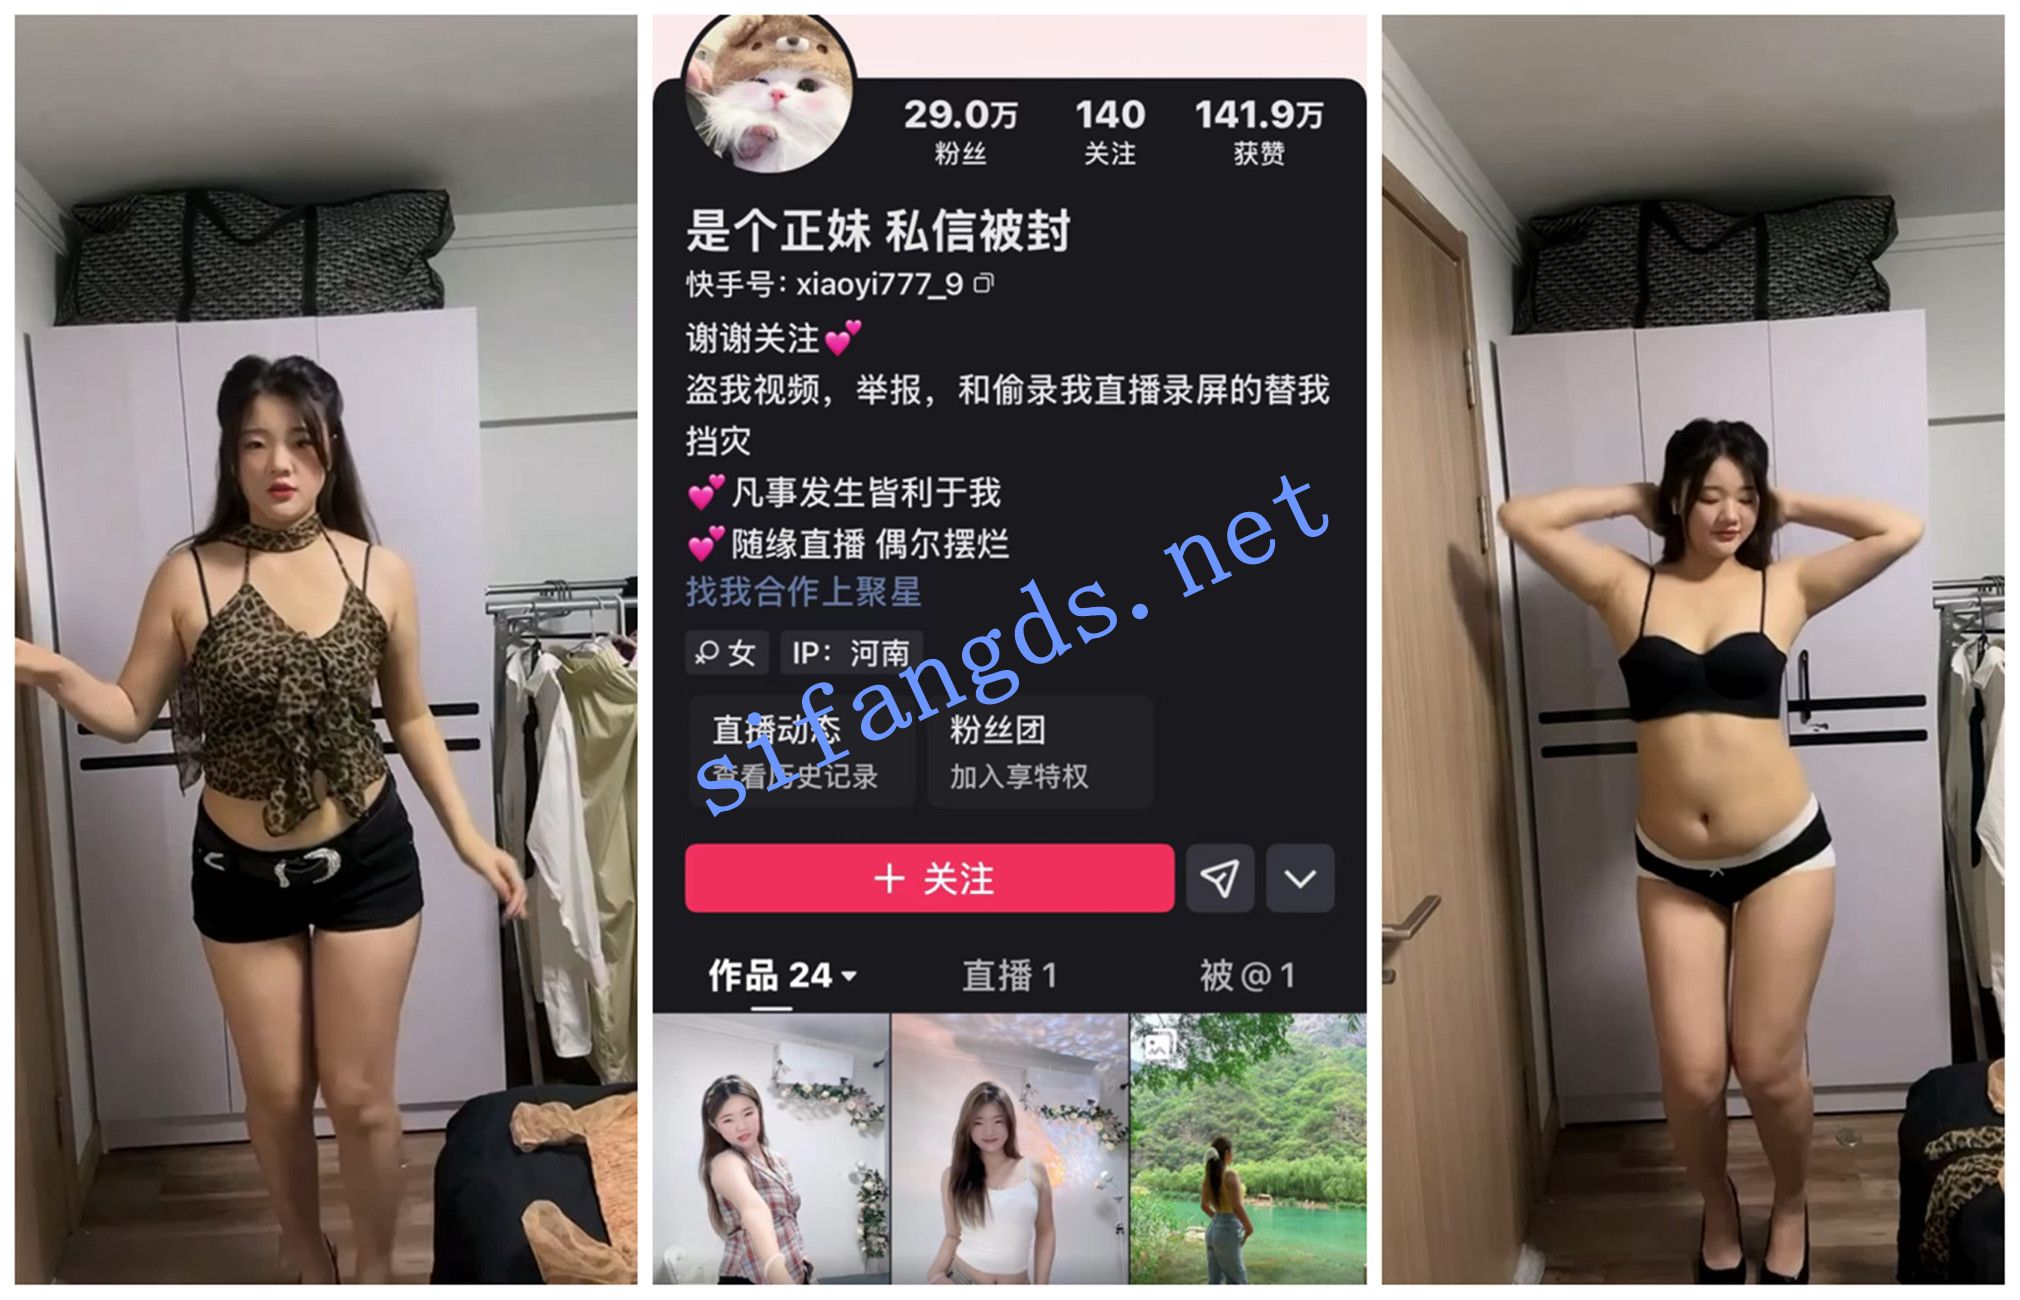 29.0万
140
141.9万
粉丝
关注
获赞
是个正妹 私信被封
快手号：xiaoyi777_9
谢谢关注💕
盗我视频，举报，和偷录我直播录屏的替我
挡灾
💕凡事发生皆利于我
💕随缘直播 偶尔摆烂
找我合作上聚星
女
IP：河南
直播动态
粉丝团
查看历史记录
加入享特权
sifangds.net
+ 关注
作品 24
直播 1
被@ 1